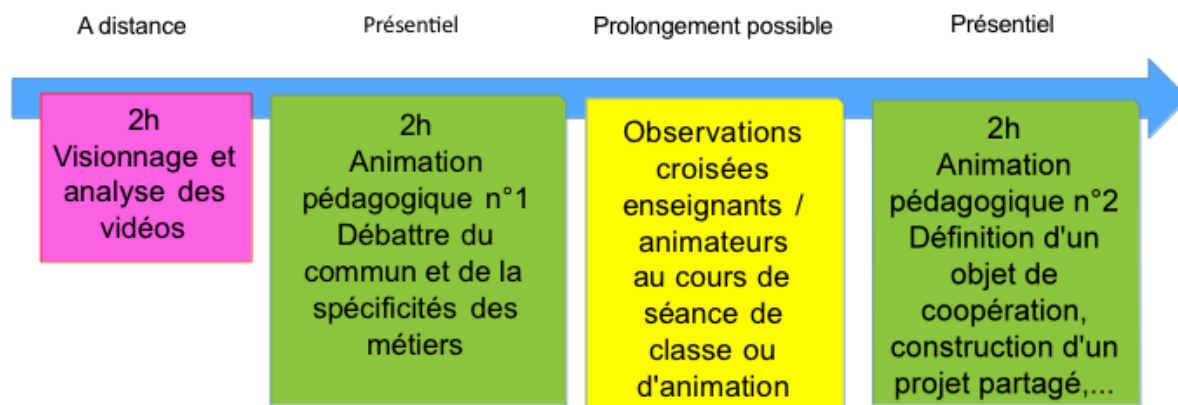 A distance
Présentiel
Prolongement possible
Présentiel
2h
Visionnage et
analyse des
vidéos
2h
Animation
pédagogique n°1
Débattre du
commun et de la
spécificités des
métiers
Observations
croisées
enseignants /
animateurs
au cours de
séance de
classe ou
d'animation
2h
Animation
pédagogique n°2
Définition d'un
objet de
coopération,
construction d'un
projet partagé,...